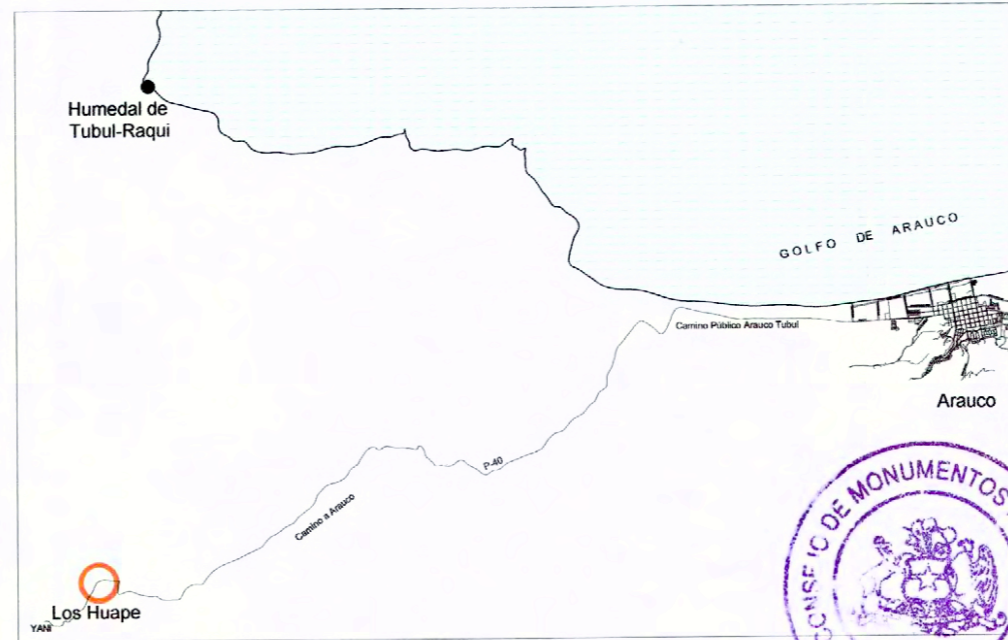 Humedal de
Tubul-Raqui
GOLFO DE ARAUCO
Camino Público Arauco Tubul
Arauco
P-40
Camino a Arauco
Los Huape
YANI
CONSEJO DE MONUMENTOS